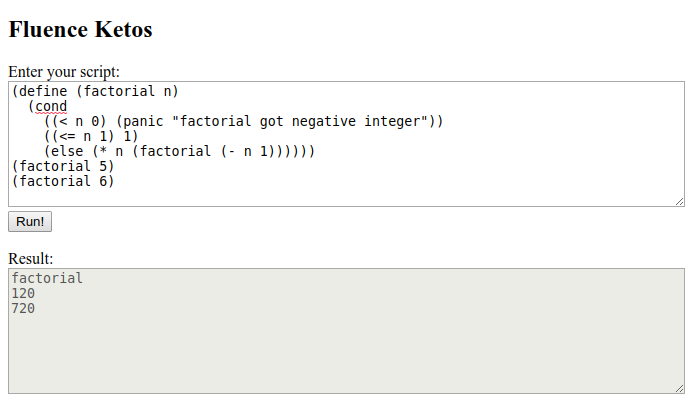 Fluence Ketos
Enter your script:
(define (factorial n)
  (cond
    ((< n 0) (panic "factorial got negative integer"))
    ((<= n 1) 1)
    (else (* n (factorial (- n 1))))))
(factorial 5)
(factorial 6)
Run!
Result:
factorial
120
720